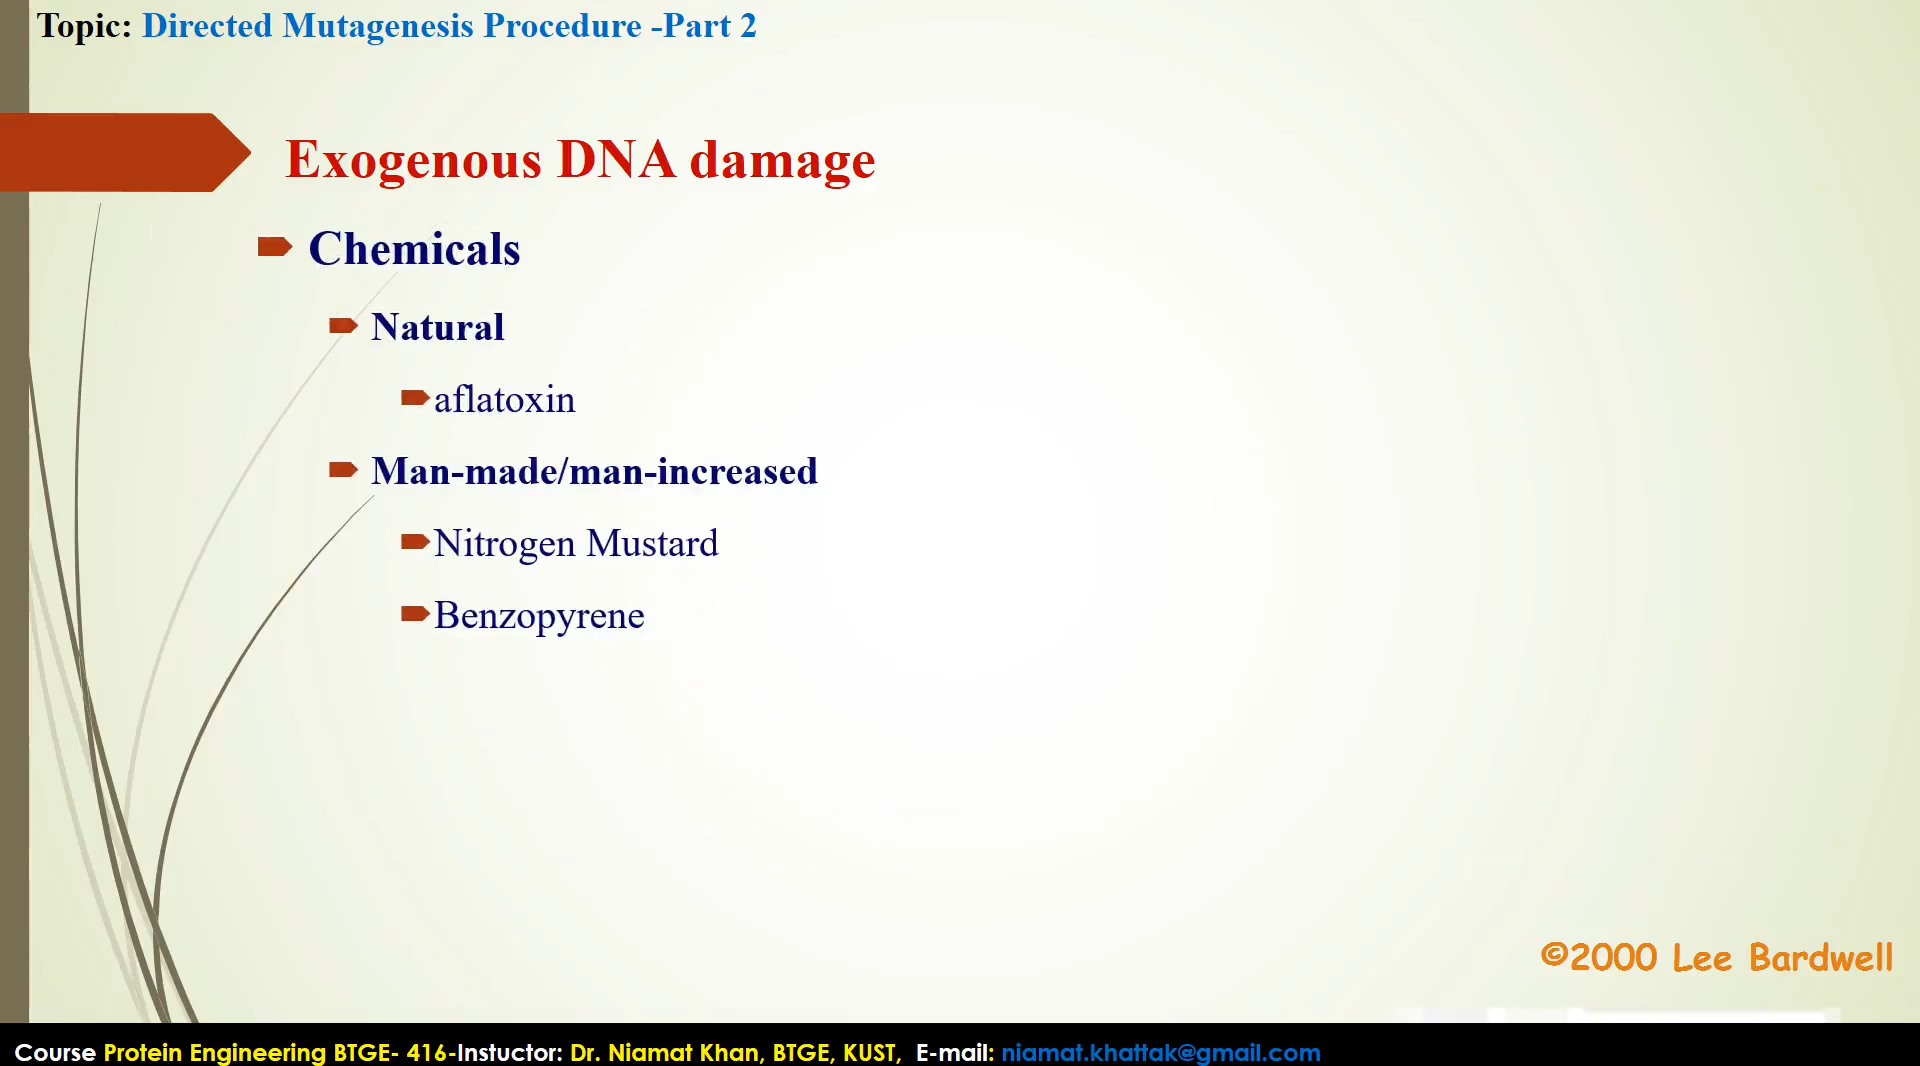 Topic: Directed Mutagenesis Procedure -Part 2
Exogenous DNA damage
Chemicals
Natural
aflatoxin
Man-made/man-increased
Nitrogen Mustard
Benzopyrene
©2000 Lee Bardwell
Course Protein Engineering BTGE- 416-Instuctor: Dr. Niamat Khan, BTGE, KUST, E-mail: niamat.khattak@gmail.com